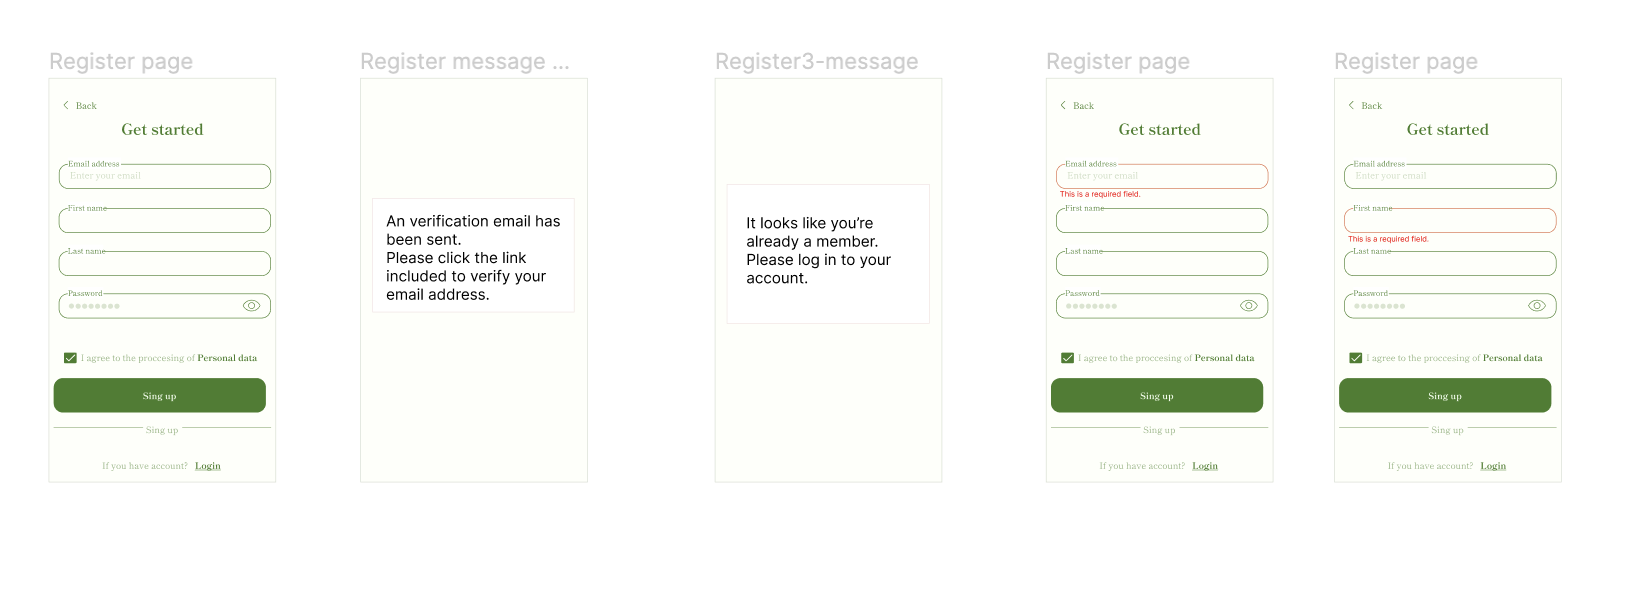 Register page
Back
Get started
Email address
Enter your email
First name
Last name
Password
I agree to the proccesing of Personal data
Sing up
Sing up
If you have account? Login
Register message ...
An verification email has
been sent.
Please click the link
included to verify your
email address.
Register3-message
It looks like you're
already a member.
Please log in to your
account.
Register page
Back
Get started
Email address
Enter your email
This is a required field.
First name
Last name
Password
I agree to the proccesing of Personal data
Sing up
Sing up
If you have account? Login
Register page
Back
Get started
Email address
Enter your email
First name
This is a required field.
Last name
Password
I agree to the proccesing of Personal data
Sing up
Sing up
If you have account? Login